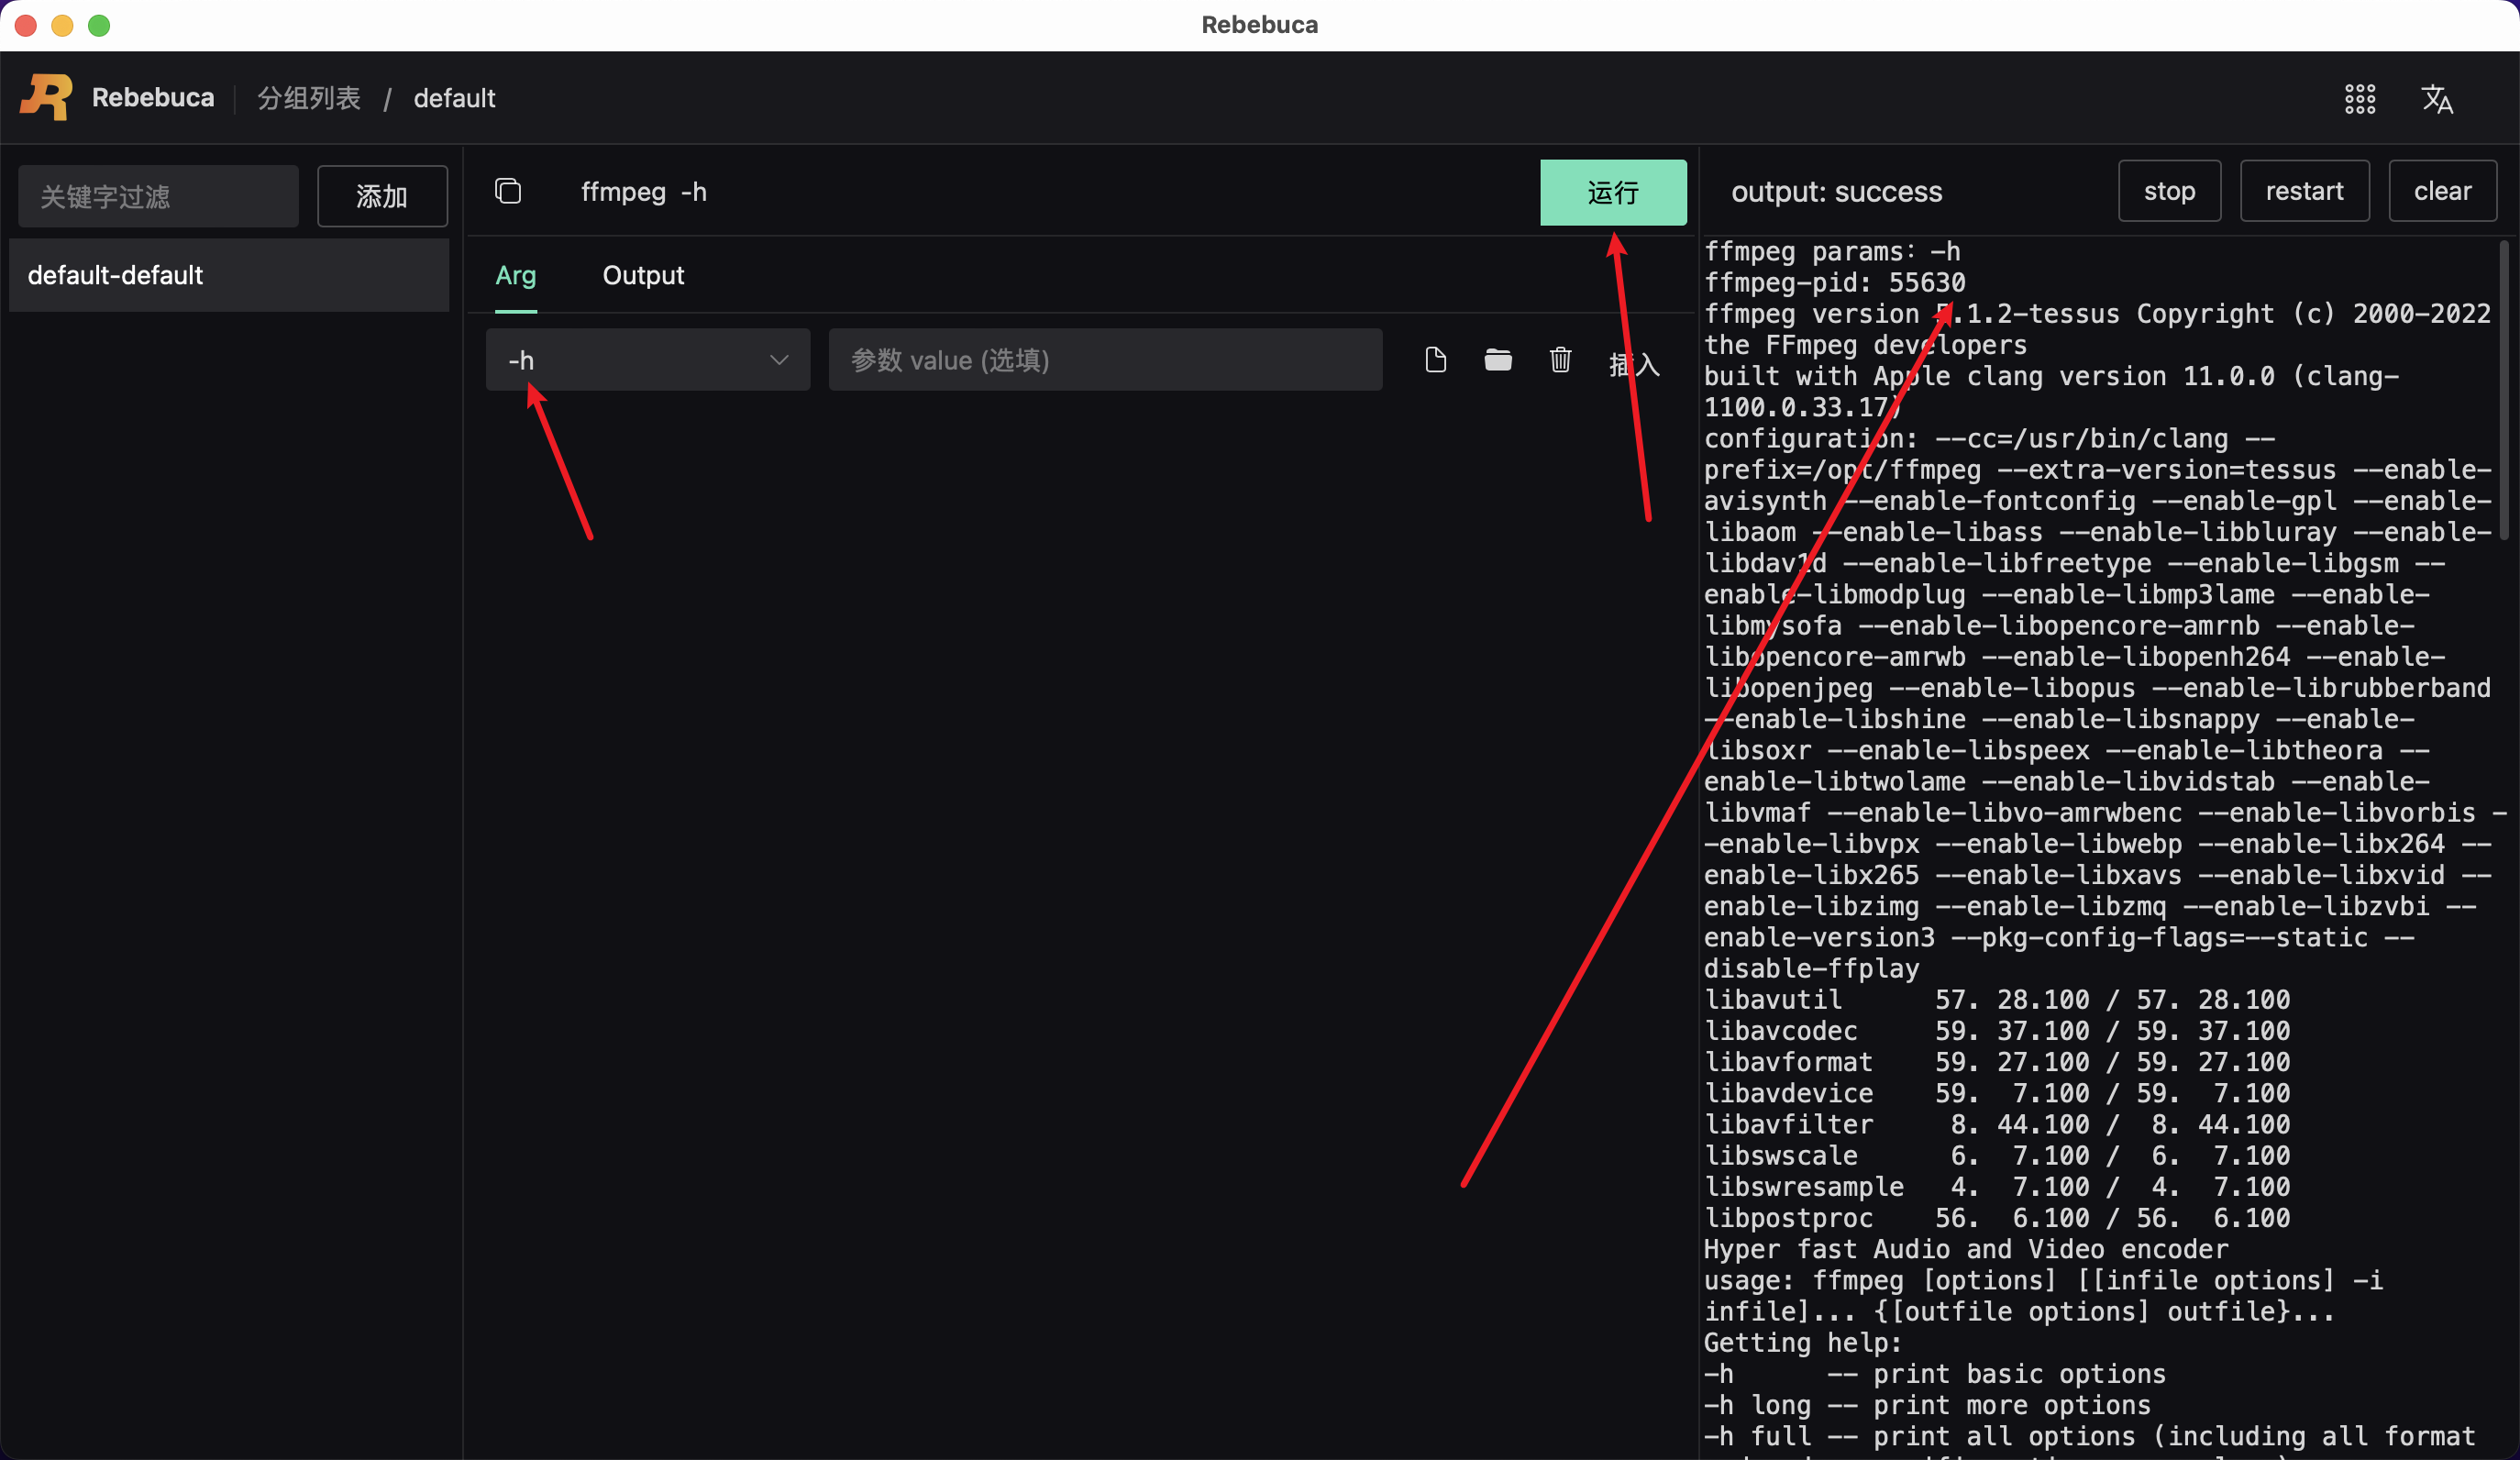 Rebebuca
Rebebuca 分组列表 / default
关键字过滤 添加
default-default
ffmpeg -h 运行
Arg Output
-h 参数 value (选填) 插入
output: success stop restart clear
ffmpeg params: -h
ffmpeg-pid: 55630
ffmpeg version 5.1.2-tessus Copyright (c) 2000-2022
the FFmpeg developers
built with Apple clang version 11.0.0 (clang-
1100.0.33.17)
configuration: --cc=/usr/bin/clang --
prefix=/opt/ffmpeg --extra-version=tessus --enable-
avisynth --enable-fontconfig --enable-gpl --enable-
libaom --enable-libass --enable-libbluray --enable-
libdav1d --enable-libfreetype --enable-libgsm --
enable-libmodplug --enable-libmp3lame --enable-
libmysofa --enable-libopencore-amrnb --enable-
libopencore-amrwb --enable-libopenh264 --enable-
libopenjpeg --enable-libopus --enable-librubberband
--enable-libshine --enable-libsnappy --enable-
libsoxr --enable-libspeex --enable-libtheora --
enable-libtwolame --enable-libvidstab --enable-
libvmaf --enable-libvo-amrwbenc --enable-libvorbis -
-enable-libvpx --enable-libwebp --enable-libx264 --
enable-libx265 --enable-libxavs --enable-libxvid --
enable-libzimg --enable-libzmq --enable-libzvbi --
enable-version3 --pkg-config-flags=--static --
disable-ffplay
libavutil 57. 28.100 / 57. 28.100
libavcodec 59. 37.100 / 59. 37.100
libavformat 59. 27.100 / 59. 27.100
libavdevice 59. 7.100 / 59. 7.100
libavfilter 8. 44.100 / 8. 44.100
libswscale 6. 7.100 / 6. 7.100
libswresample 4. 7.100 / 4. 7.100
libpostproc 56. 6.100 / 56. 6.100
Hyper fast Audio and Video encoder
usage: ffmpeg [options] [[infile options] -i
infile]... {[outfile options] outfile}...
Getting help:
-h -- print basic options
-h long -- print more options
-h full -- print all options (including all format